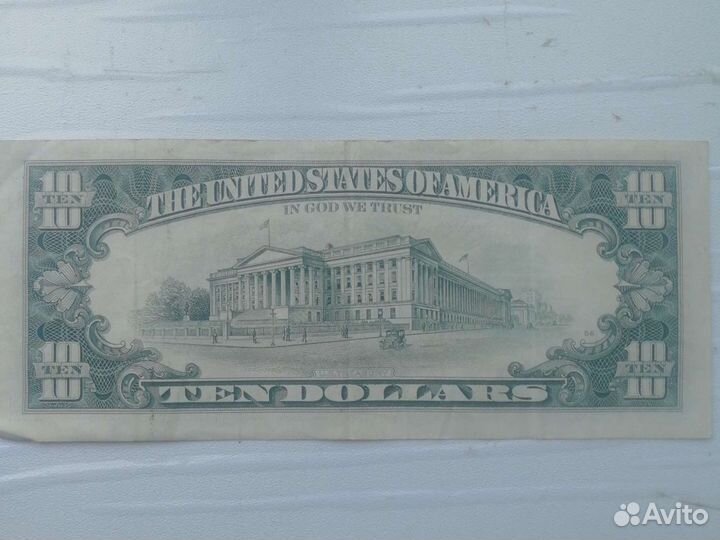 10 TEN
THE UNITED STATES OF AMERICA
10 TEN
IN GOD WE TRUST
10 TEN
TEN DOLLARS
10 TEN
Avito